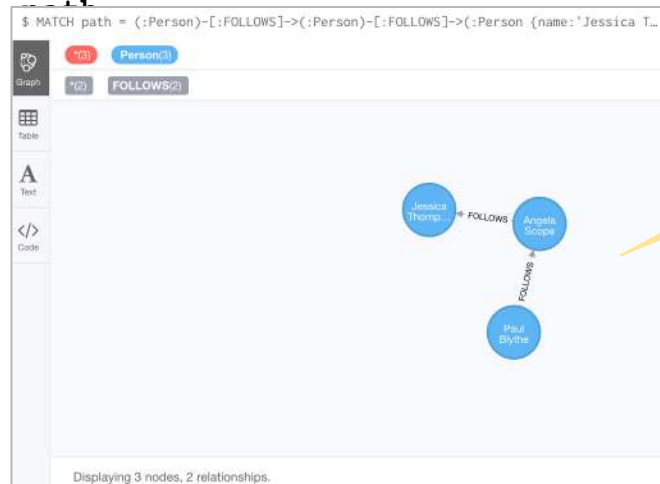 path
$ MATCH path = (:Person)-[:FOLLOWS]->(:Person)-[:FOLLOWS]->(:Person {name:'Jessica T…
*(3) Person(3)
Graph
*(2) FOLLOWS(2)
Table
A
Text
</>
Code
Jessica
Thomp...
FOLLOWS
Angela
Scope
FOLLOWS
Paul
Blythe
Displaying 3 nodes, 2 relationships.